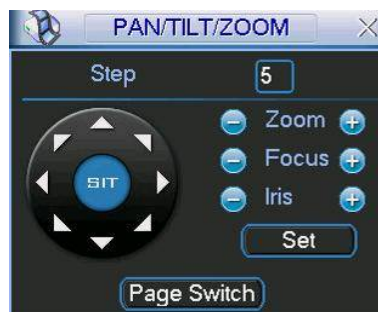 PAN/TILT/ZOOM
Step 5
SIT
Zoom
Focus
Iris
Set
Page Switch